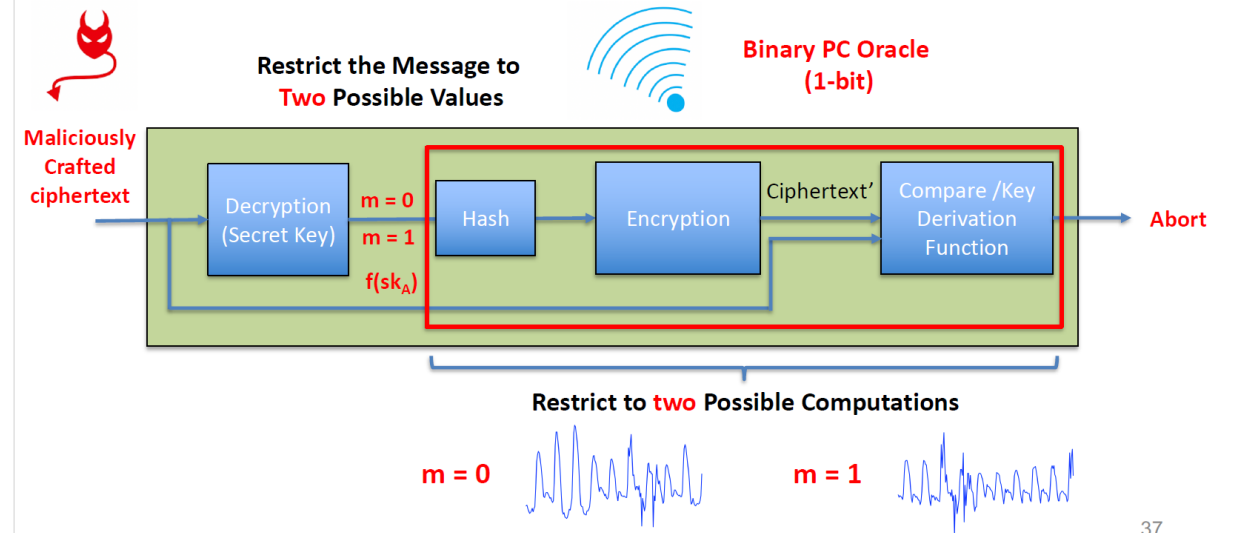 Restrict the Message to
Two Possible Values
Binary PC Oracle
(1-bit)
Maliciously
Crafted
ciphertext
Decryption
(Secret Key)
m = 0
m = 1
f(sk_A)
Hash
Encryption
Ciphertext’
Compare /Key
Derivation
Function
Abort
Restrict to two Possible Computations
m = 0
m = 1
37